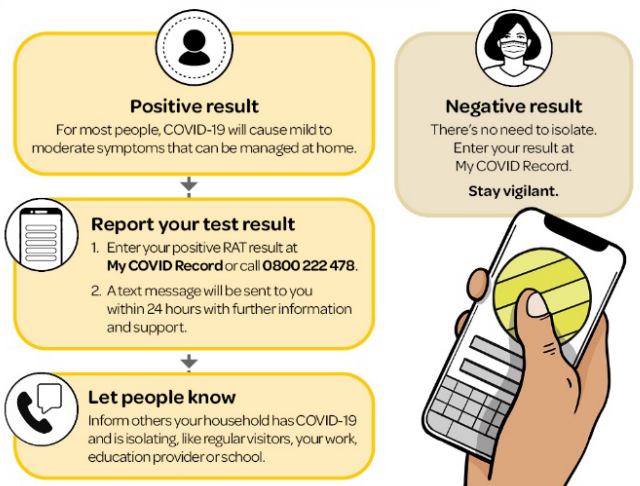 Positive result
For most people, COVID-19 will cause mild to
moderate symptoms that can be managed at home.
Report your test result
1. Enter your positive RAT result at
My COVID Record or call 0800 222 478.
2. A text message will be sent to you
within 24 hours with further information
and support.
Let people know
Inform others your household has COVID-19
and is isolating, like regular visitors, your work,
education provider or school.
Negative result
There's no need to isolate.
Enter your result at
My COVID Record.
Stay vigilant.